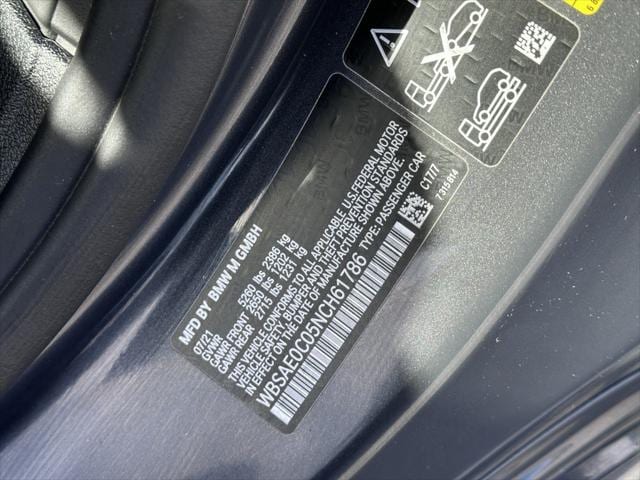 MFD BY BMW M GMBH
07/21
GVWR 5260 lbs 2386 kg
GAWR FRONT 2650 lbs 1202 kg
GAWR REAR 2715 lbs 1231 kg
THIS VEHICLE CONFORMS TO ALL APPLICABLE U.S. FEDERAL MOTOR
VEHICLE SAFETY, BUMPER, AND THEFT PREVENTION STANDARDS
IN EFFECT ON THE DATE OF MANUFACTURE SHOWN ABOVE.
WBSAE0C05NCH61786 TYPE: PASSENGER CAR
C17/7
7315814